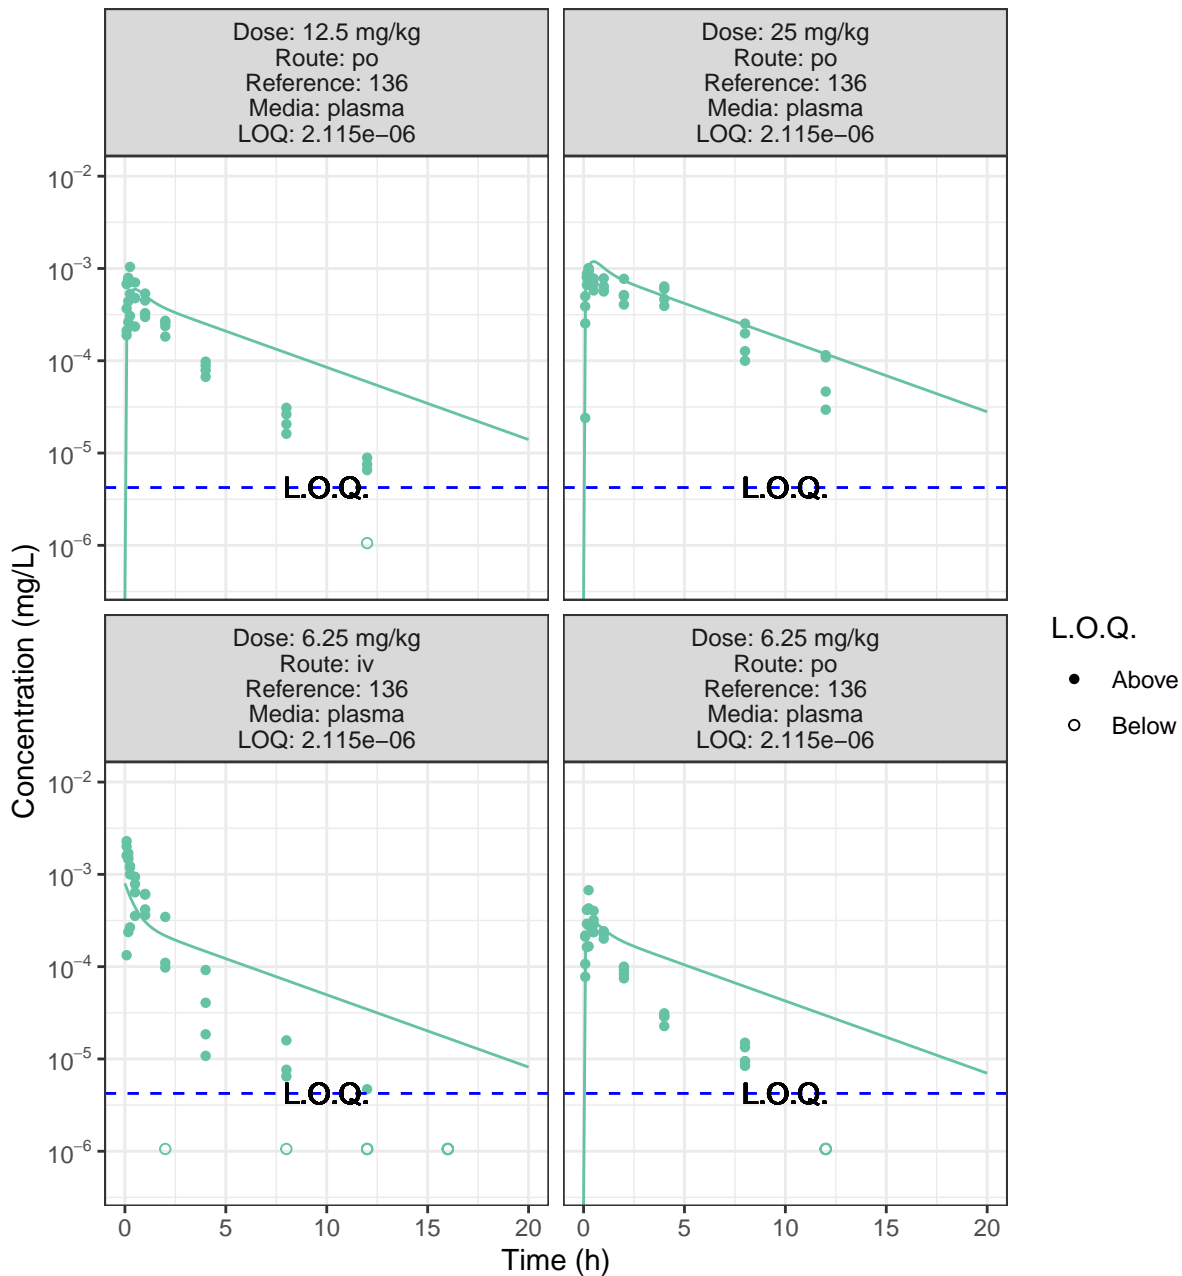 Dose: 12.5 mg/kg
Route: po
Reference: 136
Media: plasma
LOQ: 2.115e−06
Dose: 25 mg/kg
Route: po
Reference: 136
Media: plasma
LOQ: 2.115e−06
10−2
10−3
10−4
10−5
10−6
L.O.Q.
L.O.Q.
Dose: 6.25 mg/kg
Route: iv
Reference: 136
Media: plasma
LOQ: 2.115e−06
Dose: 6.25 mg/kg
Route: po
Reference: 136
Media: plasma
LOQ: 2.115e−06
10−2
10−3
10−4
10−5
10−6
L.O.Q.
L.O.Q.
0 5 10 15 20
0 5 10 15 20
Time (h)
Concentration (mg/L)
L.O.Q.
Above
Below